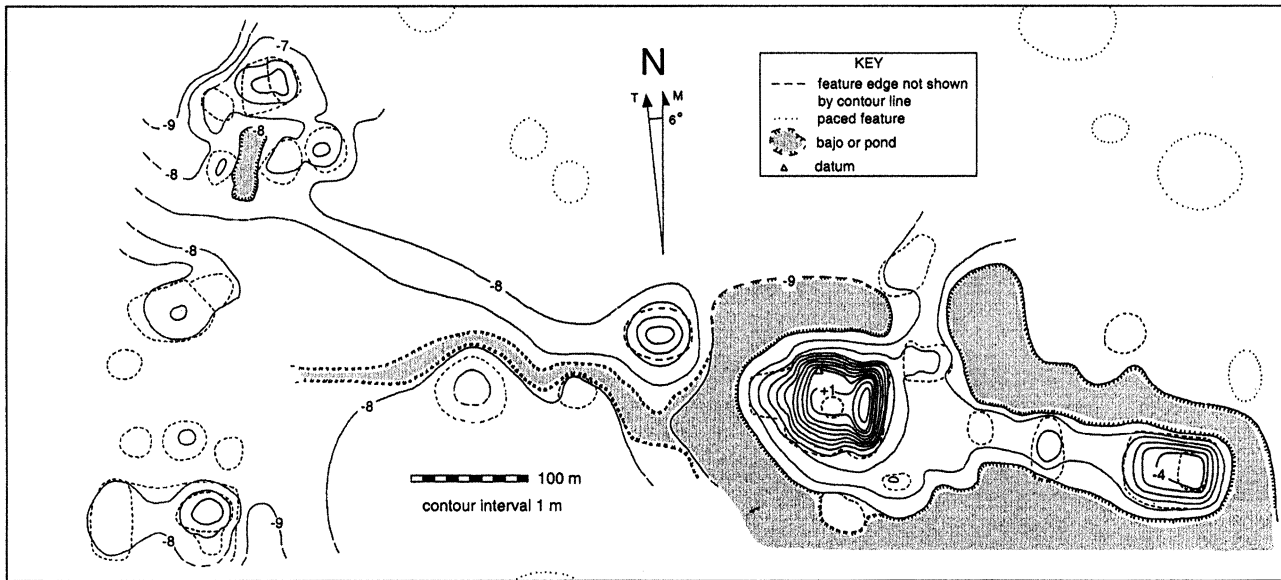 -7
N
KEY
feature edge not shown
by contour line
paced feature
bajo or pond
datum
T
M
6°
-9
-8
-8
-8
-8
-9
+1
-8
-4
100 m
contour interval 1 m
-9
-8